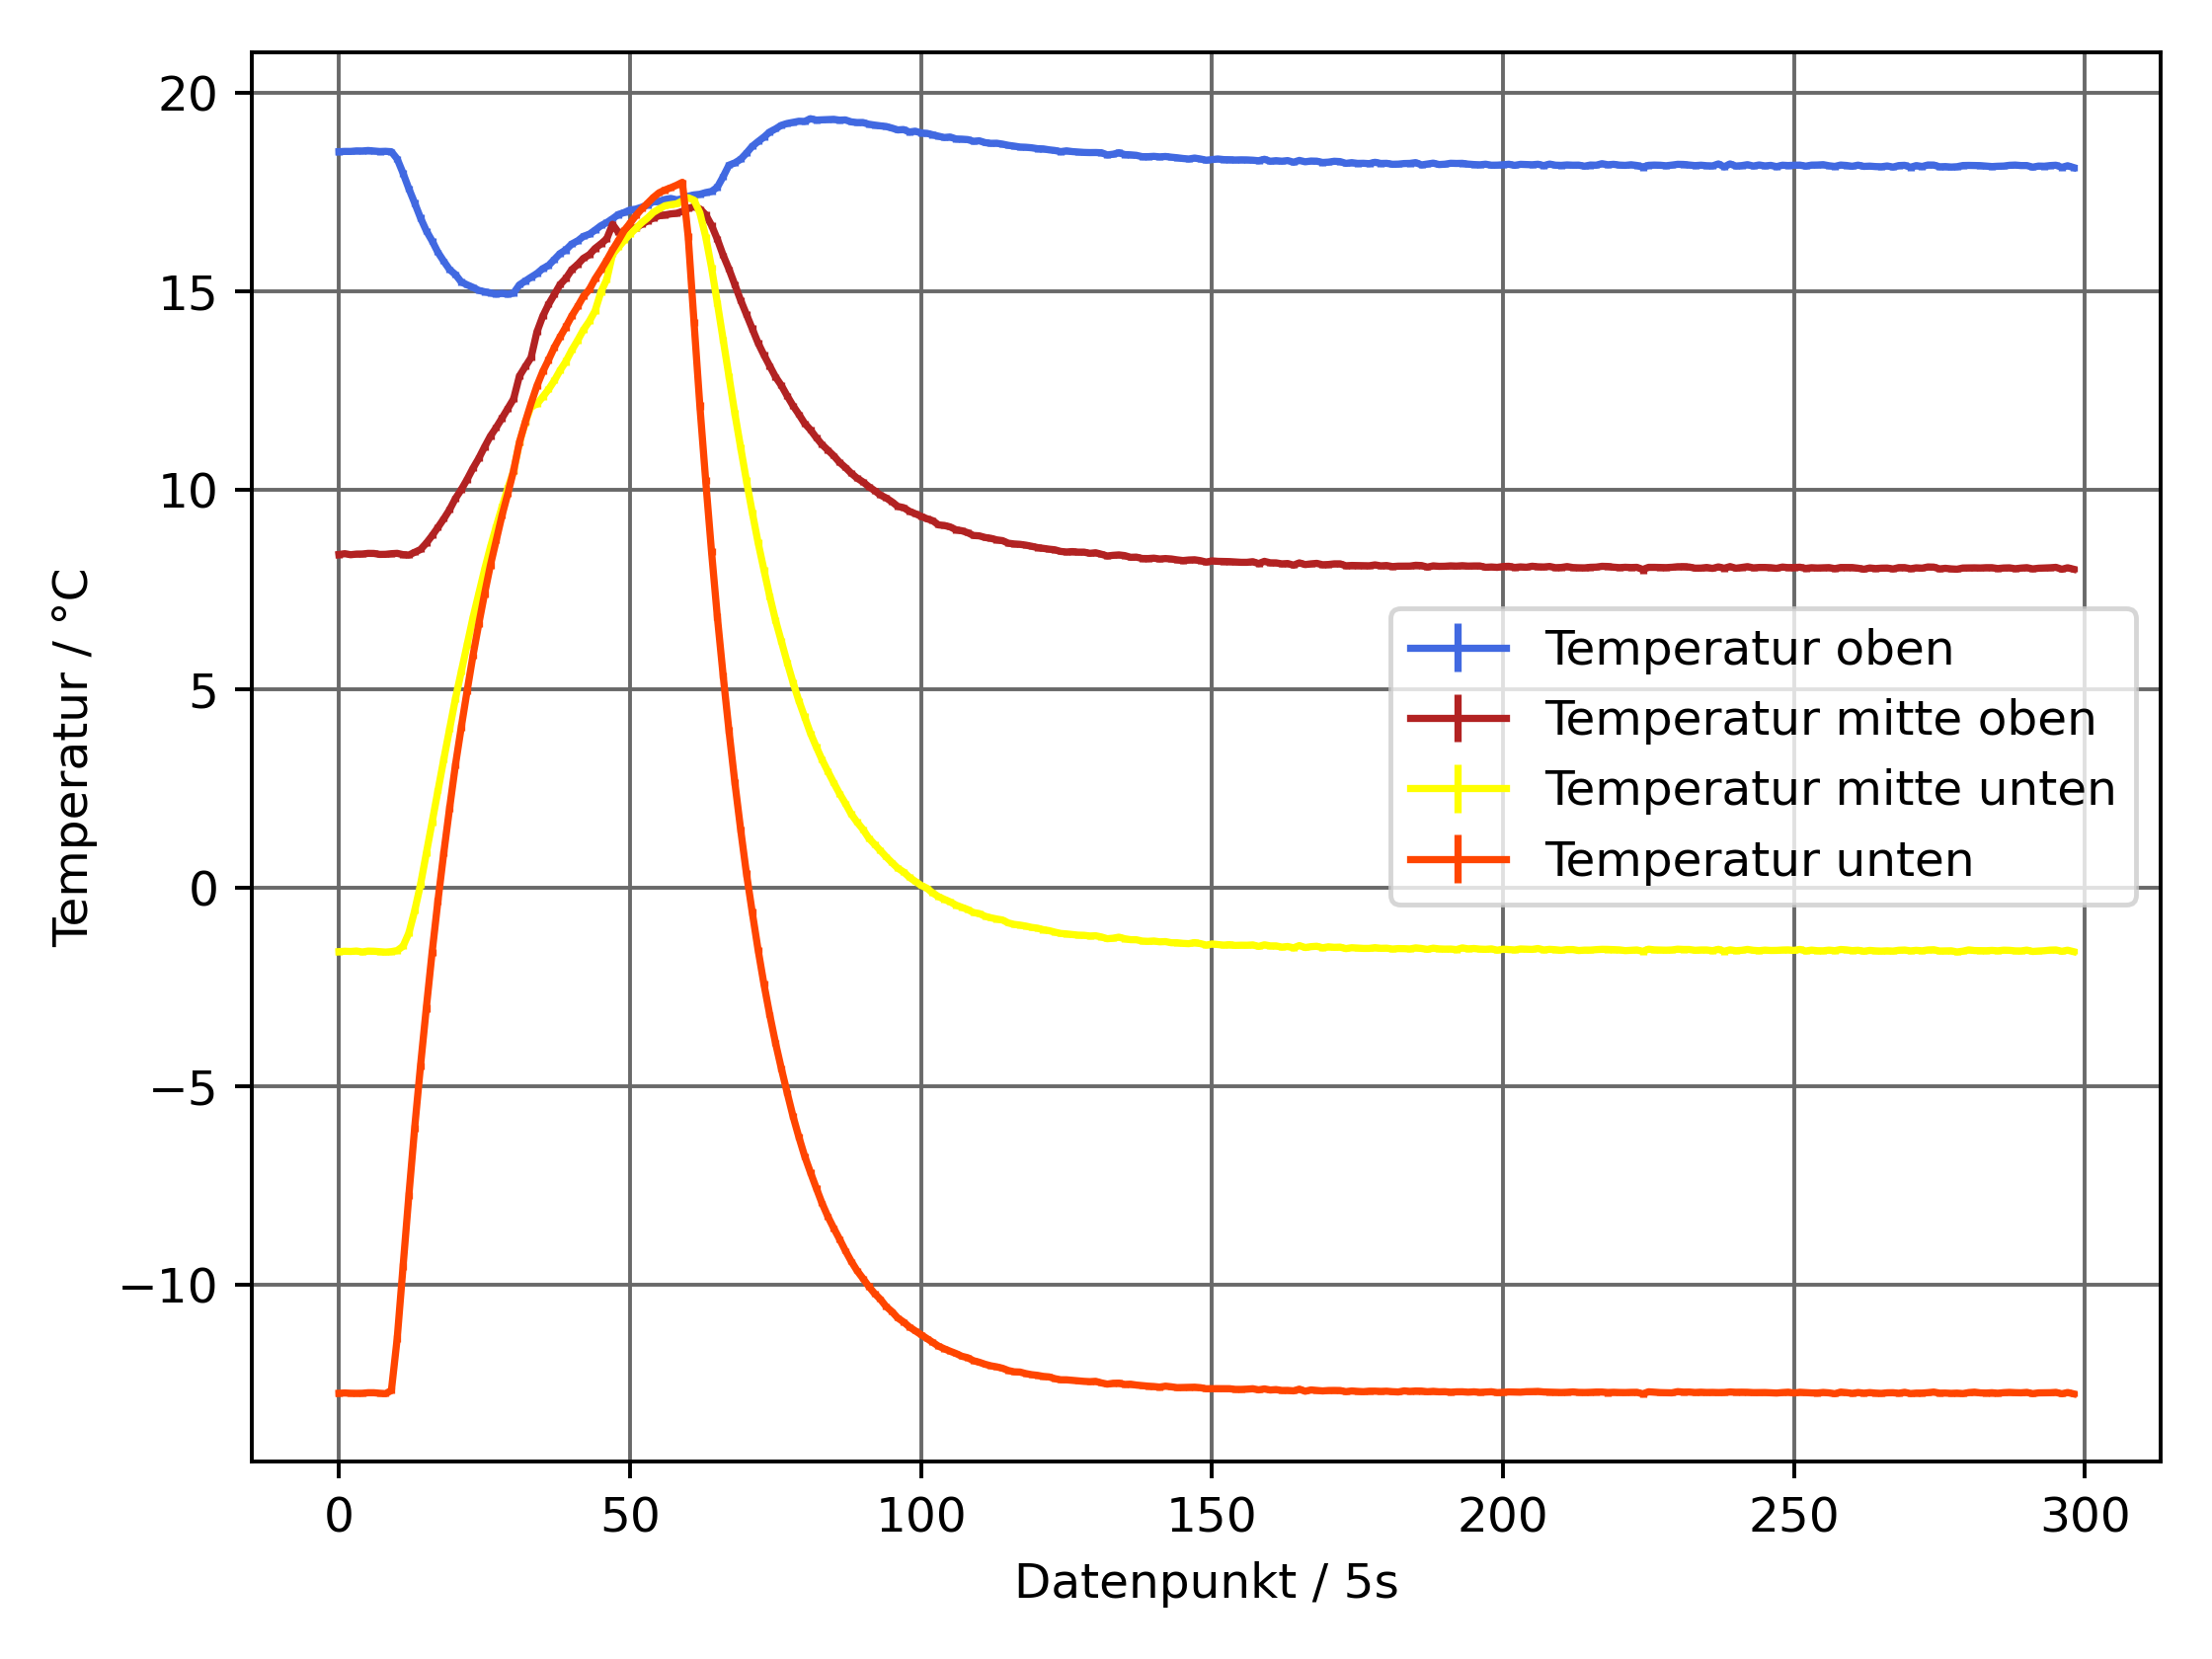 20
15
10
5
0
−5
−10
Temperatur / °C
Temperatur oben
Temperatur mitte oben
Temperatur mitte unten
Temperatur unten
0 50 100 150 200 250 300
Datenpunkt / 5s